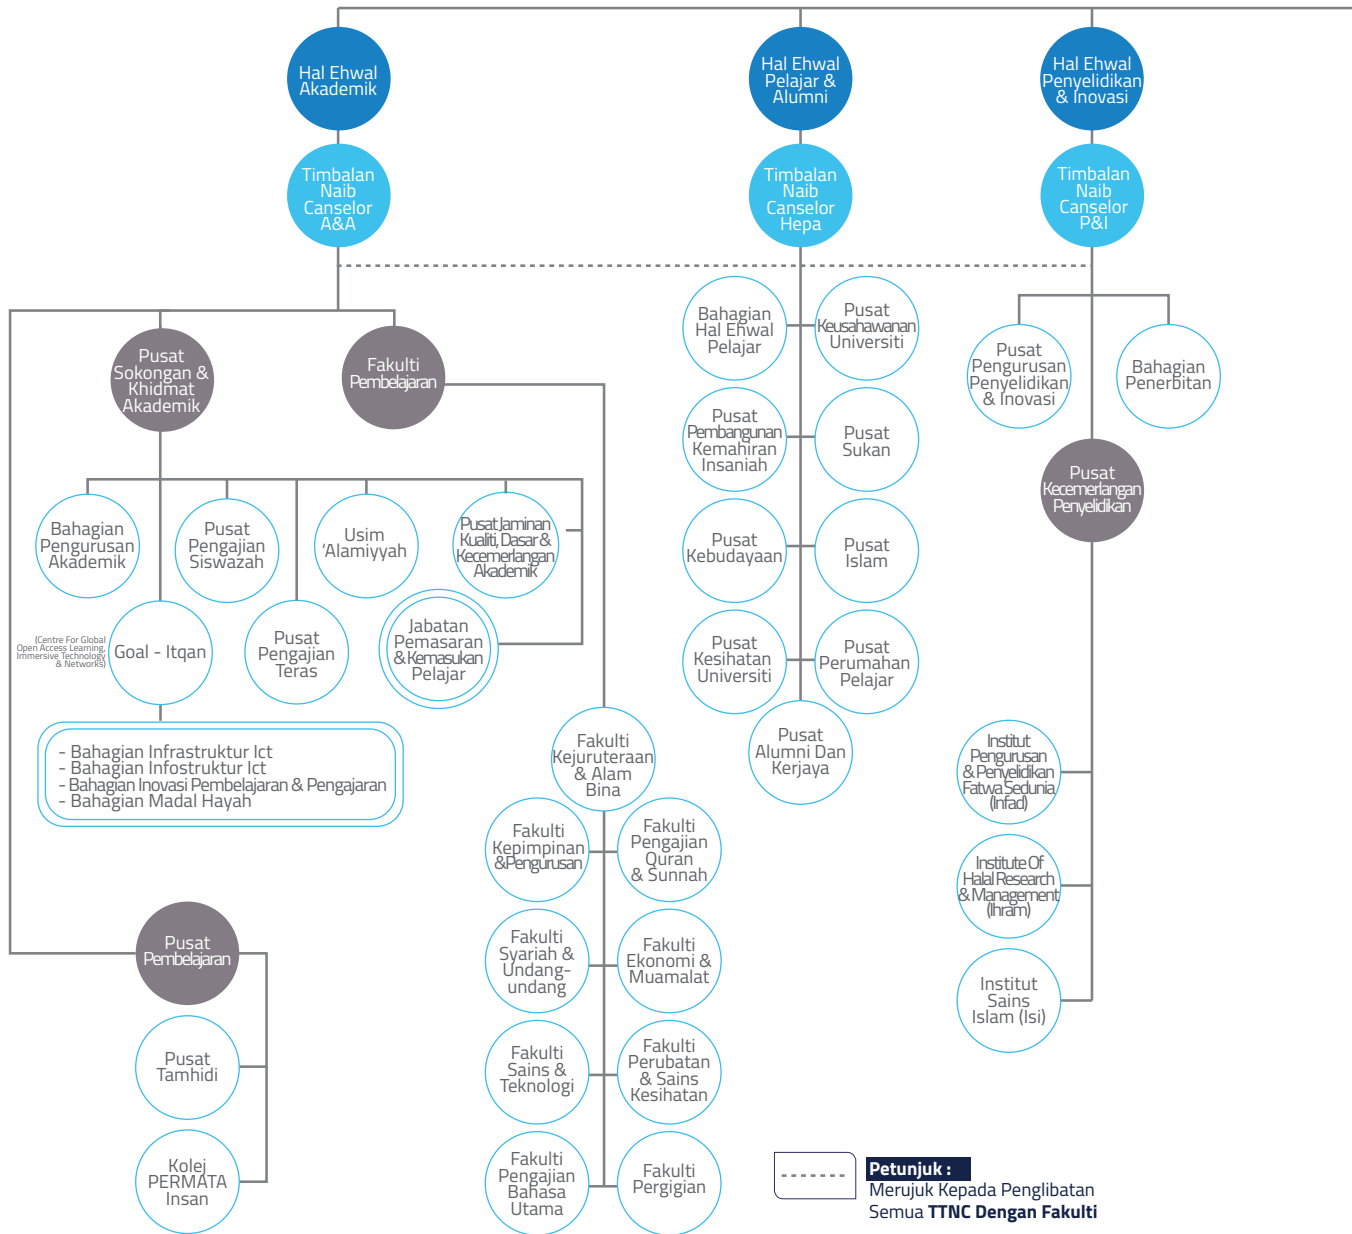 Hal Ehwal
Akademik
Hal Ehwal
Pelajar &
Alumni
Hal Ehwal
Penyelidikan
& Inovasi
Timbalan
Naib
Canselor
A&A
Timbalan
Naib
Canselor
Hepa
Timbalan
Naib
Canselor
P&I
Pusat
Sokongan &
Khidmat
Akademik
Fakulti
Pembelajaran
Bahagian
Pengurusan
Akademik
Pusat
Pengajian
Siswazah
Usim
‘Alamiyyah
Pusat Jaminan
Kualiti, Dasar &
Kecemerlangan
Akademik
(Centre For Global
Open Access Learning,
Immersive Technology
& Networks)
Goal - Itqan
Pusat
Pengajian
Teras
Jabatan
Pemasaran
& Kemasukan
Pelajar
- Bahagian Infrastruktur Ict
- Bahagian Infostruktur Ict
- Bahagian Inovasi Pembelajaran & Pengajaran
- Bahagian Madal Hayah
Pusat
Pembelajaran
Pusat
Tamhidi
Kolej
PERMATA
Insan
Fakulti
Kejuruteraan
& Alam
Bina
Fakulti
Kepimpinan
&Pengurusan
Fakulti
Pengajian
Quran
& Sunnah
Fakulti
Syariah &
Undang-
undang
Fakulti
Ekonomi &
Muamalat
Fakulti
Sains &
Teknologi
Fakulti
Perubatan
& Sains
Kesihatan
Fakulti
Pengajian
Bahasa
Utama
Fakulti
Pergigian
Bahagian
Hal Ehwal
Pelajar
Pusat
Keusahawanan
Universiti
Pusat
Pembangunan
Kemahiran
Insaniah
Pusat
Sukan
Pusat
Kebudayaan
Pusat
Islam
Pusat
Kesihatan
Universiti
Pusat
Perumahan
Pelajar
Pusat
Alumni Dan
Kerjaya
Pusat
Pengurusan
Penyelidikan
& Inovasi
Bahagian
Penerbitan
Pusat
Kecemerlangan
Penyelidikan
Institut
Pengurusan
& Penyelidikan
Fatwa Sedunia
(Infad)
Institute Of
Halal Research
& Management
(Ihram)
Institut
Sains
Islam (Isi)
Petunjuk :
Merujuk Kepada Penglibatan
Semua TTNC Dengan Fakulti